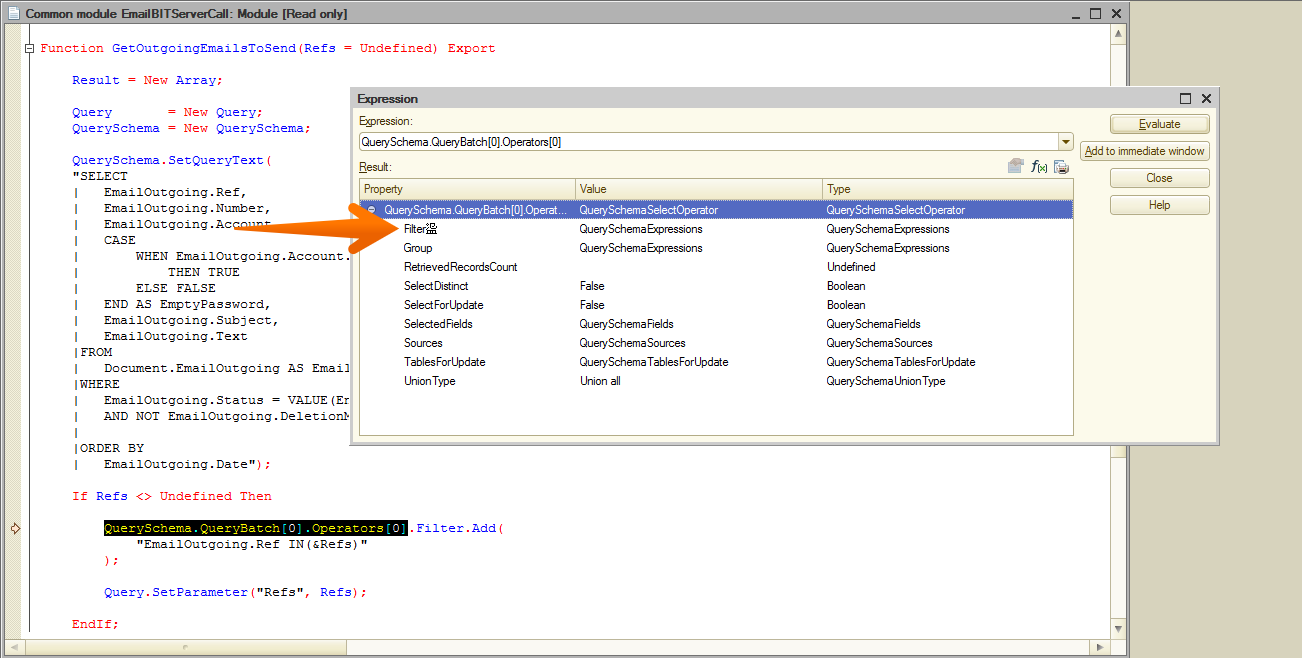 Common module EmailBITServerCall: Module [Read only]
Function GetOutgoingEmailsToSend(Refs = Undefined) Export
Result = New Array;
Query       = New Query;
QuerySchema = New QuerySchema;
QuerySchema.SetQueryText(
"SELECT
|   EmailOutgoing.Ref,
|   EmailOutgoing.Number,
|   EmailOutgoing.Account
|   CASE
|       WHEN EmailOutgoing.Account.
|           THEN TRUE
|       ELSE FALSE
|   END AS EmptyPassword,
|   EmailOutgoing.Subject,
|   EmailOutgoing.Text
|FROM
|   Document.EmailOutgoing AS Email
|WHERE
|   EmailOutgoing.Status = VALUE(En
|   AND NOT EmailOutgoing.DeletionM
|
|ORDER BY
|   EmailOutgoing.Date");
If Refs <> Undefined Then
QuerySchema.QueryBatch[0].Operators[0].Filter.Add(
"EmailOutgoing.Ref IN(&Refs)"
);
Query.SetParameter("Refs", Refs);
EndIf;
Expression
Expression:
QuerySchema.QueryBatch[0].Operators[0]
Result:
Property Value Type
QuerySchema.QueryBatch[0].Operat... QuerySchemaSelectOperator QuerySchemaSelectOperator
Filter QuerySchemaExpressions QuerySchemaExpressions
Group QuerySchemaExpressions QuerySchemaExpressions
RetrievedRecordsCount Undefined
SelectDistinct False Boolean
SelectForUpdate False Boolean
SelectedFields QuerySchemaFields QuerySchemaFields
Sources QuerySchemaSources QuerySchemaSources
TablesForUpdate QuerySchemaTablesForUpdate QuerySchemaTablesForUpdate
UnionType Union all QuerySchemaUnionType
Evaluate
Add to immediate window
Close
Help